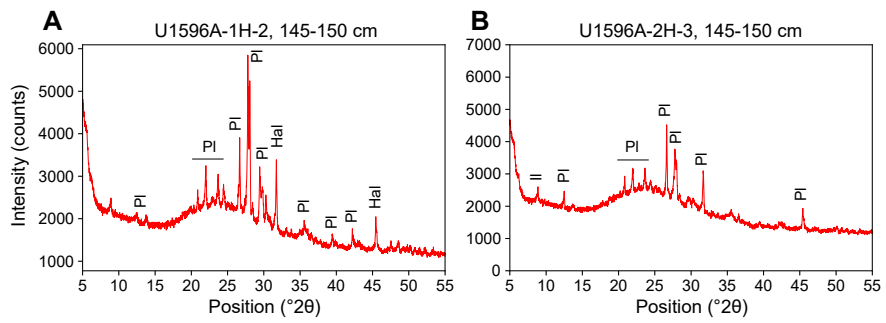 A
U1596A-1H-2, 145-150 cm
Intensity (counts)
6000
5000
4000
3000
2000
1000
Pl
Pl
Pl
Pl
Pl
Hal
Pl
Pl
Pl
Hal
5 10 15 20 25 30 35 40 45 50 55
Position (°2θ)
B
U1596A-2H-3, 145-150 cm
7000
6000
5000
4000
3000
2000
1000
0
Il
Pl
Pl
Pl
Pl
Pl
Pl
5 10 15 20 25 30 35 40 45 50 55
Position (°2θ)